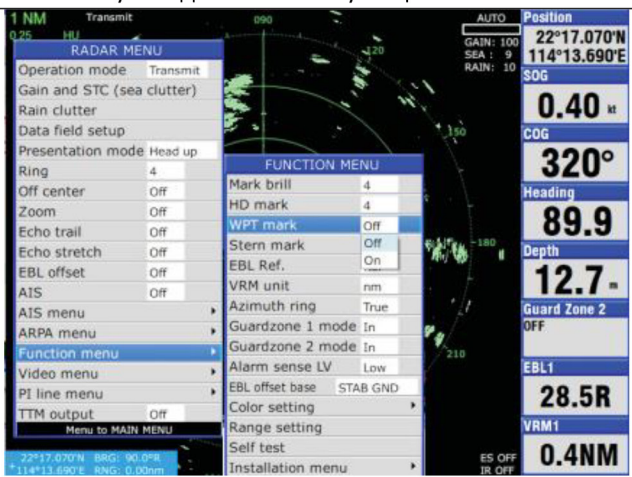 1 NM Transmit
0.25 HU
090
120
150
180
210
AUTO
GAIN: 100
SEA : 9
RAIN: 10
RADAR MENU
Operation mode Transmit
Gain and STC (sea clutter)
Rain clutter
Data field setup
Presentation mode Head up
Ring 4
Off center Off
Zoom Off
Echo trail Off
Echo stretch Off
EBL offset Off
AIS Off
AIS menu
ARPA menu
Function menu
Video menu
PI line menu
TTM output Off
Menu to MAIN MENU
FUNCTION MENU
Mark brill 4
HD mark 4
WPT mark Off
Stern mark Off
On
EBL Ref.
VRM unit nm
Azimuth ring True
Guardzone 1 mode In
Guardzone 2 mode In
Alarm sense LV Low
EBL offset base STAB GND
Color setting
Range setting
Self test
Installation menu
22°17.070'N BRG: 90.0°R
+114°13.690'E RNG: 0.00nm
ES OFF
IR OFF
Position
22°17.070'N
114°13.690'E
SOG
0.40 kt
COG
320°
Heading
89.9
Depth
12.7 m
Guard Zone 2
OFF
EBL1
28.5R
VRM1
0.4NM